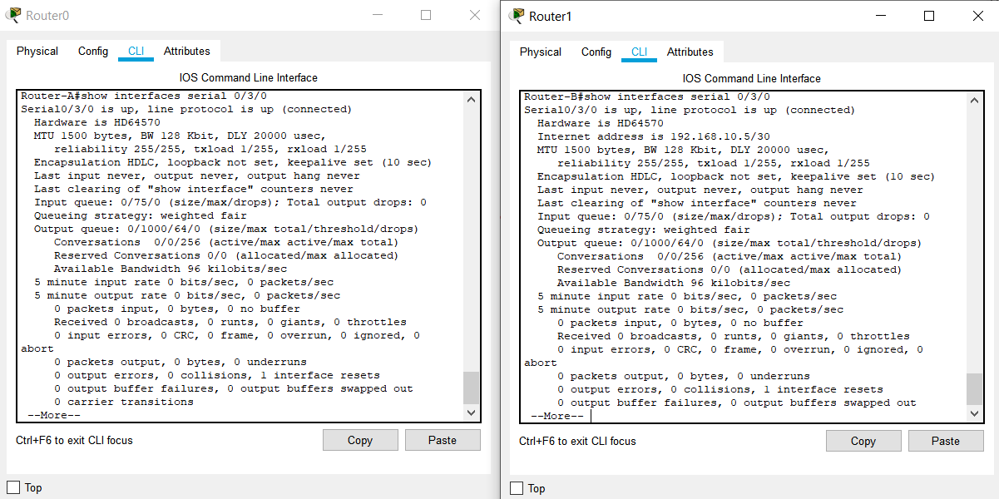 Router0
Physical Config CLI Attributes
IOS Command Line Interface
Router-A#show interfaces serial 0/3/0
Serial0/3/0 is up, line protocol is up (connected)
Hardware is HD64570
MTU 1500 bytes, BW 128 Kbit, DLY 20000 usec,
reliability 255/255, txload 1/255, rxload 1/255
Encapsulation HDLC, loopback not set, keepalive set (10 sec)
Last input never, output never, output hang never
Last clearing of "show interface" counters never
Input queue: 0/75/0 (size/max/drops); Total output drops: 0
Queueing strategy: weighted fair
Output queue: 0/1000/64/0 (size/max total/threshold/drops)
Conversations  0/0/256 (active/max active/max total)
Reserved Conversations 0/0 (allocated/max allocated)
Available Bandwidth 96 kilobits/sec
5 minute input rate 0 bits/sec, 0 packets/sec
5 minute output rate 0 bits/sec, 0 packets/sec
0 packets input, 0 bytes, 0 no buffer
Received 0 broadcasts, 0 runts, 0 giants, 0 throttles
0 input errors, 0 CRC, 0 frame, 0 overrun, 0 ignored, 0
abort
0 packets output, 0 bytes, 0 underruns
0 output errors, 0 collisions, 1 interface resets
0 output buffer failures, 0 output buffers swapped out
0 carrier transitions
--More--
Ctrl+F6 to exit CLI focus
Copy Paste
Top
Router1
Physical Config CLI Attributes
IOS Command Line Interface
Router-B#show interfaces serial 0/3/0
Serial0/3/0 is up, line protocol is up (connected)
Hardware is HD64570
Internet address is 192.168.10.5/30
MTU 1500 bytes, BW 128 Kbit, DLY 20000 usec,
reliability 255/255, txload 1/255, rxload 1/255
Encapsulation HDLC, loopback not set, keepalive set (10 sec)
Last input never, output never, output hang never
Last clearing of "show interface" counters never
Input queue: 0/75/0 (size/max/drops); Total output drops: 0
Queueing strategy: weighted fair
Output queue: 0/1000/64/0 (size/max total/threshold/drops)
Conversations  0/0/256 (active/max active/max total)
Reserved Conversations 0/0 (allocated/max allocated)
Available Bandwidth 96 kilobits/sec
5 minute input rate 0 bits/sec, 0 packets/sec
5 minute output rate 0 bits/sec, 0 packets/sec
0 packets input, 0 bytes, 0 no buffer
Received 0 broadcasts, 0 runts, 0 giants, 0 throttles
0 input errors, 0 CRC, 0 frame, 0 overrun, 0 ignored, 0
abort
0 packets output, 0 bytes, 0 underruns
0 output errors, 0 collisions, 1 interface resets
0 output buffer failures, 0 output buffers swapped out
--More--
Ctrl+F6 to exit CLI focus
Copy Paste
Top